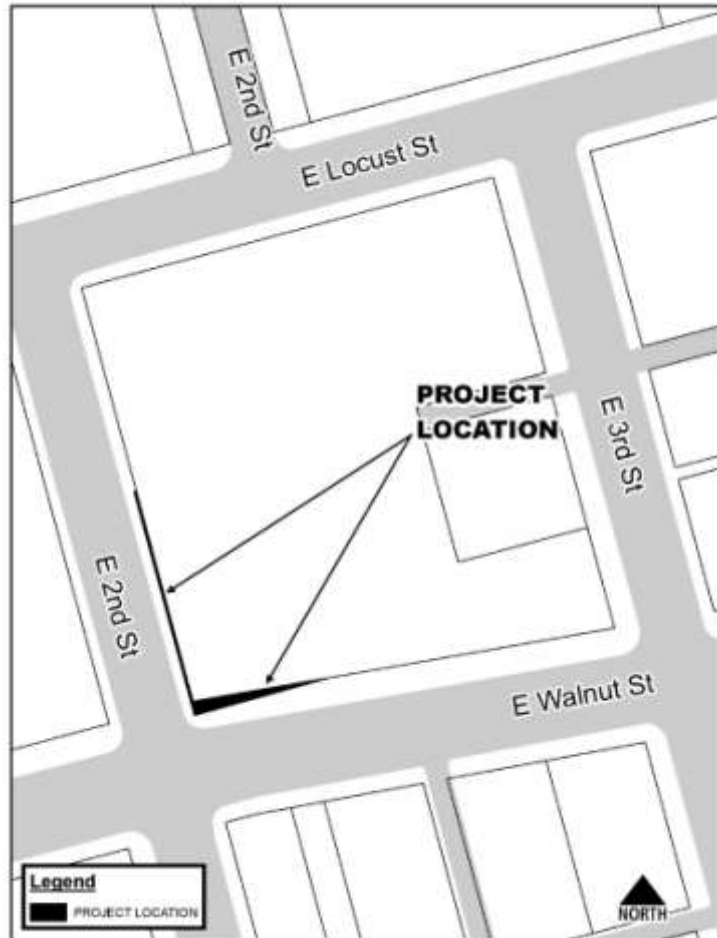 E 2nd St
E Locust St
PROJECT
LOCATION
E 3rd St
E 2nd St
E Walnut St
Legend
PROJECT LOCATION
NORTH